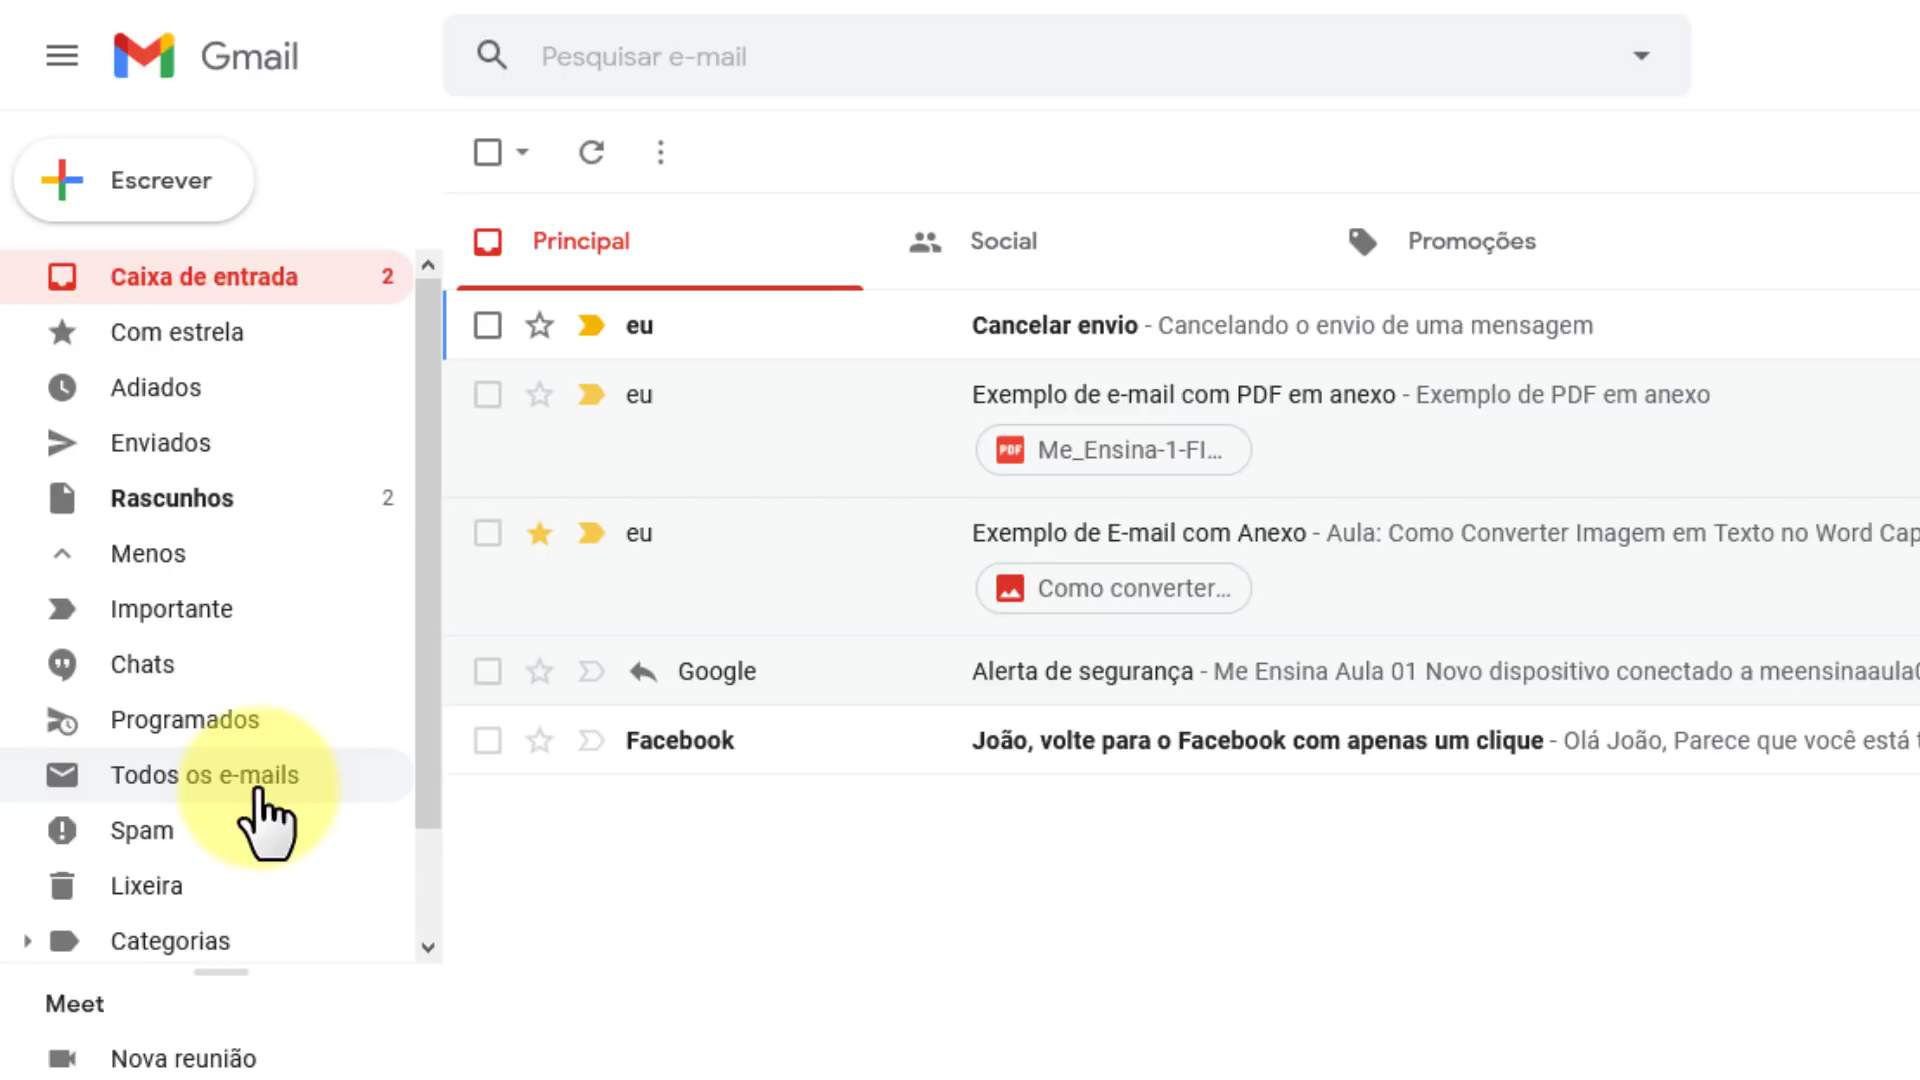 Gmail
Pesquisar e-mail
Escrever
Caixa de entrada 2
Com estrela
Adiados
Enviados
Rascunhos 2
Menos
Importante
Chats
Programados
Todos os e-mails
Spam
Lixeira
Categorias
Meet
Nova reunião
Principal Social Promoções
eu Cancelar envio - Cancelando o envio de uma mensagem
eu Exemplo de e-mail com PDF em anexo - Exemplo de PDF em anexo
PDF Me_Ensina-1-FI...
eu Exemplo de E-mail com Anexo - Aula: Como Converter Imagem em Texto no Word Cap
Como converter...
Google Alerta de segurança - Me Ensina Aula 01 Novo dispositivo conectado a meensinaaula0
Facebook João, volte para o Facebook com apenas um clique - Olá João, Parece que você está t